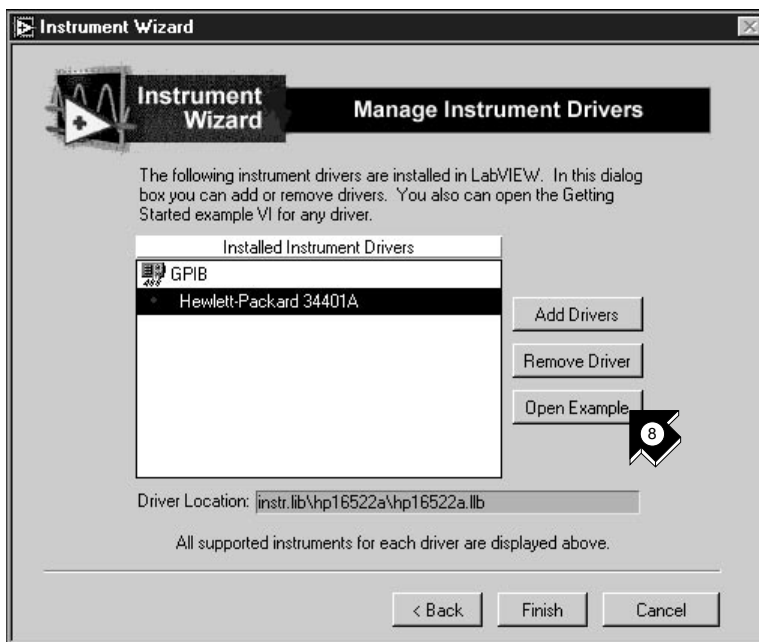 Instrument Wizard
Instrument
Wizard
Manage Instrument Drivers
The following instrument drivers are installed in LabVIEW. In this dialog
box you can add or remove drivers. You also can open the Getting
Started example VI for any driver.
Installed Instrument Drivers
GPIB
Hewlett-Packard 34401A
Add Drivers
Remove Driver
Open Example
8
Driver Location: instr.lib\hp16522a\hp16522a.llb
All supported instruments for each driver are displayed above.
< Back
Finish
Cancel